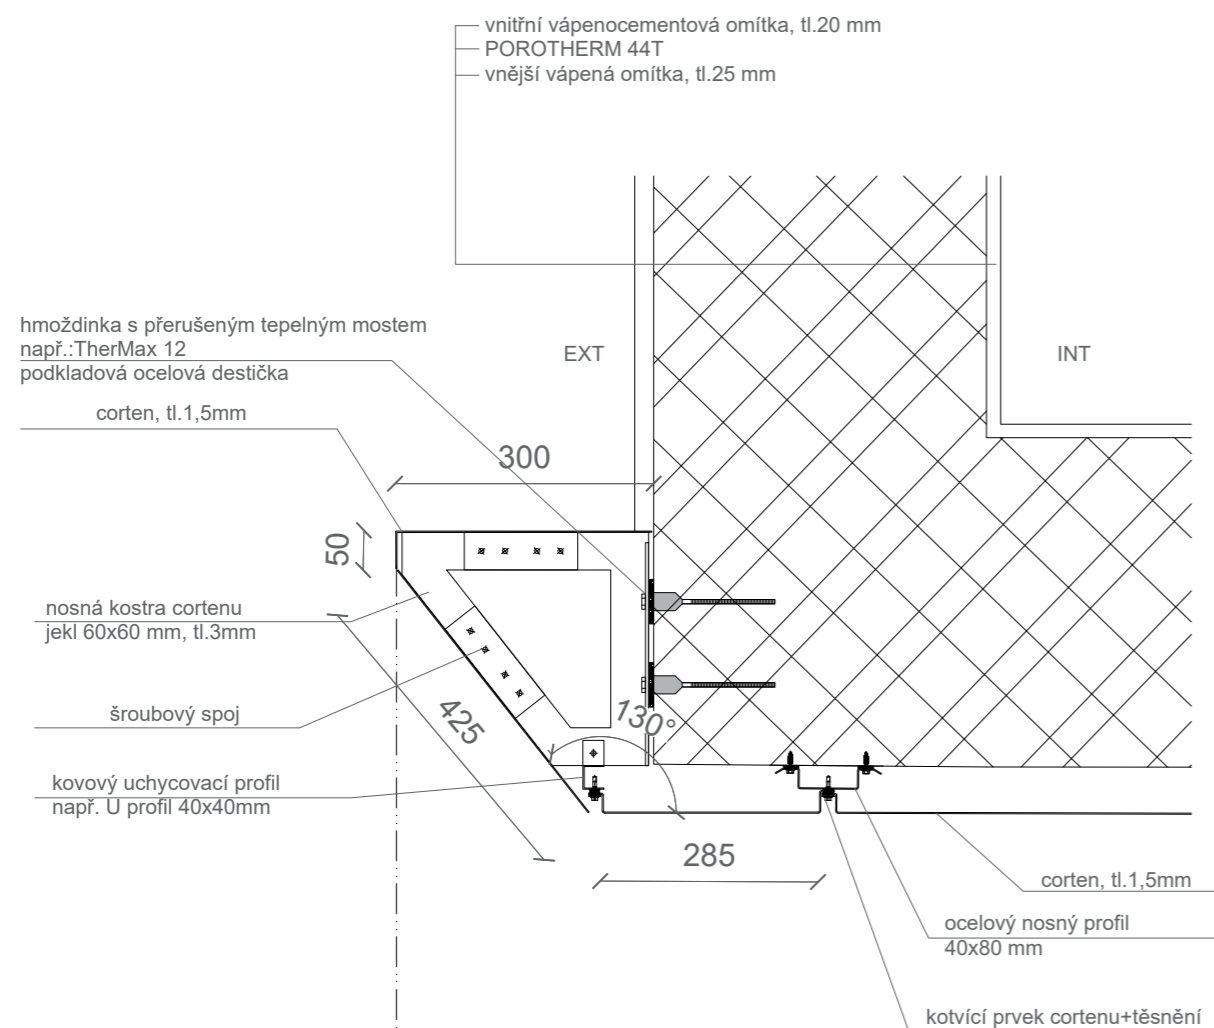 vnitřní vápenocementová omítka, tl.20 mm
POROTHERM 44T
vnější vápená omítka, tl.25 mm
hmoždinka s přerušeným tepelným mostem
např.:TherMax 12
podkladová ocelová destička
EXT
INT
corten, tl.1,5mm
300
50
nosná kostra cortenu
jekl 60x60 mm, tl.3mm
šroubový spoj
425
130°
kovový uchycovací profil
např. U profil 40x40mm
285
corten, tl.1,5mm
ocelový nosný profil
40x80 mm
kotvící prvek cortenu+těsnění